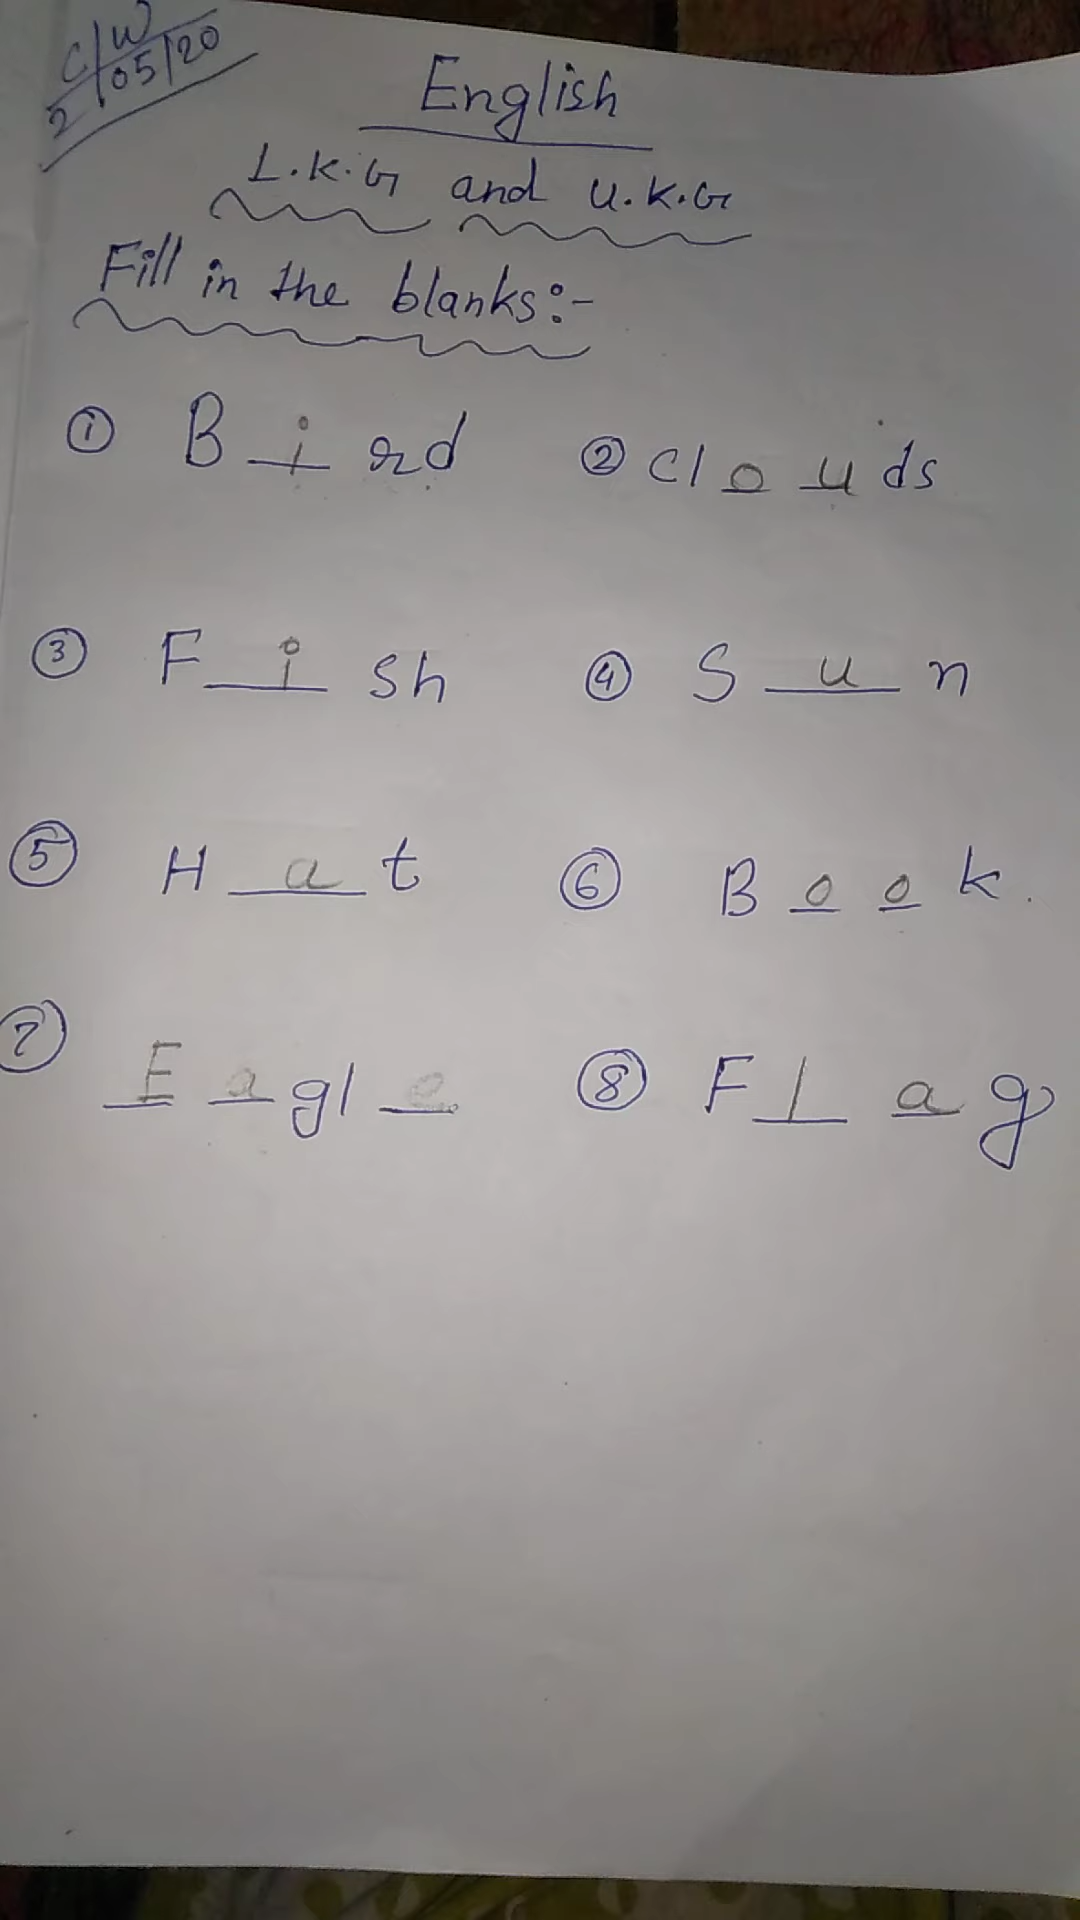 C/W
2/05/20
English
L.K.G and U.K.G
Fill in the blanks:-
① B i rd ② Cl o u ds
③ F i sh ④ S u n
⑤ H a t ⑥ B o o k.
⑦ E a gl e ⑧ F l a g